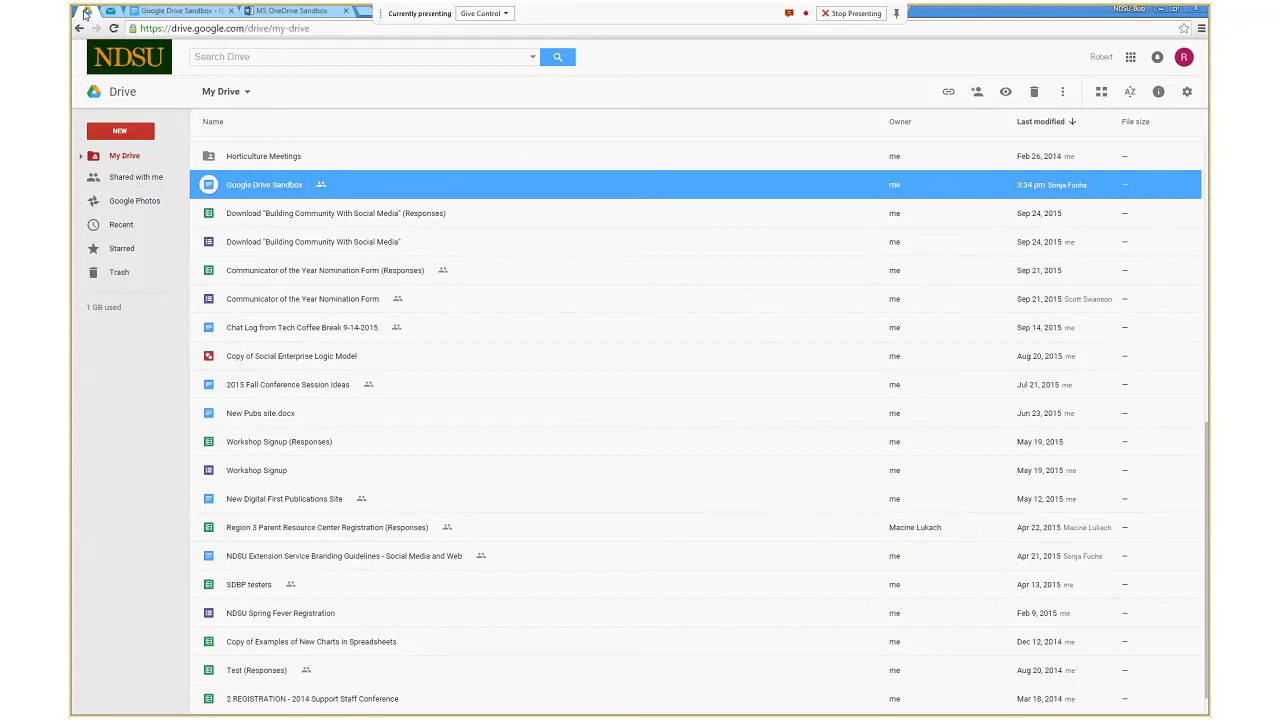 Google Drive Sandbox - G
MS OneDrive Sandbox
Currently presenting
Give Control
Stop Presenting
NDSU-Bob
https://drive.google.com/drive/my-drive
NDSU
Search Drive
Robert
R
Drive
My Drive
NEW
My Drive
Shared with me
Google Photos
Recent
Starred
Trash
1 GB used
Name Owner Last modified File size
Horticulture Meetings me Feb 26, 2014 me –
Google Drive Sandbox me 3:34 pm Sonja Fuchs –
Download "Building Community With Social Media" (Responses) me Sep 24, 2015 –
Download "Building Community With Social Media" me Sep 24, 2015 me –
Communicator of the Year Nomination Form (Responses) me Sep 21, 2015 –
Communicator of the Year Nomination Form me Sep 21, 2015 Scott Swanson –
Chat Log from Tech Coffee Break 9-14-2015 me Sep 14, 2015 me –
Copy of Social Enterprise Logic Model me Aug 20, 2015 me –
2015 Fall Conference Session Ideas me Jul 21, 2015 me –
New Pubs site.docx me Jun 23, 2015 me –
Workshop Signup (Responses) me May 19, 2015 –
Workshop Signup me May 19, 2015 me –
New Digital First Publications Site me May 12, 2015 me –
Region 3 Parent Resource Center Registration (Responses) Macine Lukach Apr 22, 2015 Macine Lukach –
NDSU Extension Service Branding Guidelines - Social Media and Web me Apr 21, 2015 Sonja Fuchs –
SDBP testers me Apr 13, 2015 me –
NDSU Spring Fever Registration me Feb 9, 2015 me –
Copy of Examples of New Charts in Spreadsheets me Dec 12, 2014 me –
Test (Responses) me Aug 20, 2014 me –
2 REGISTRATION - 2014 Support Staff Conference me Mar 18, 2014 me –